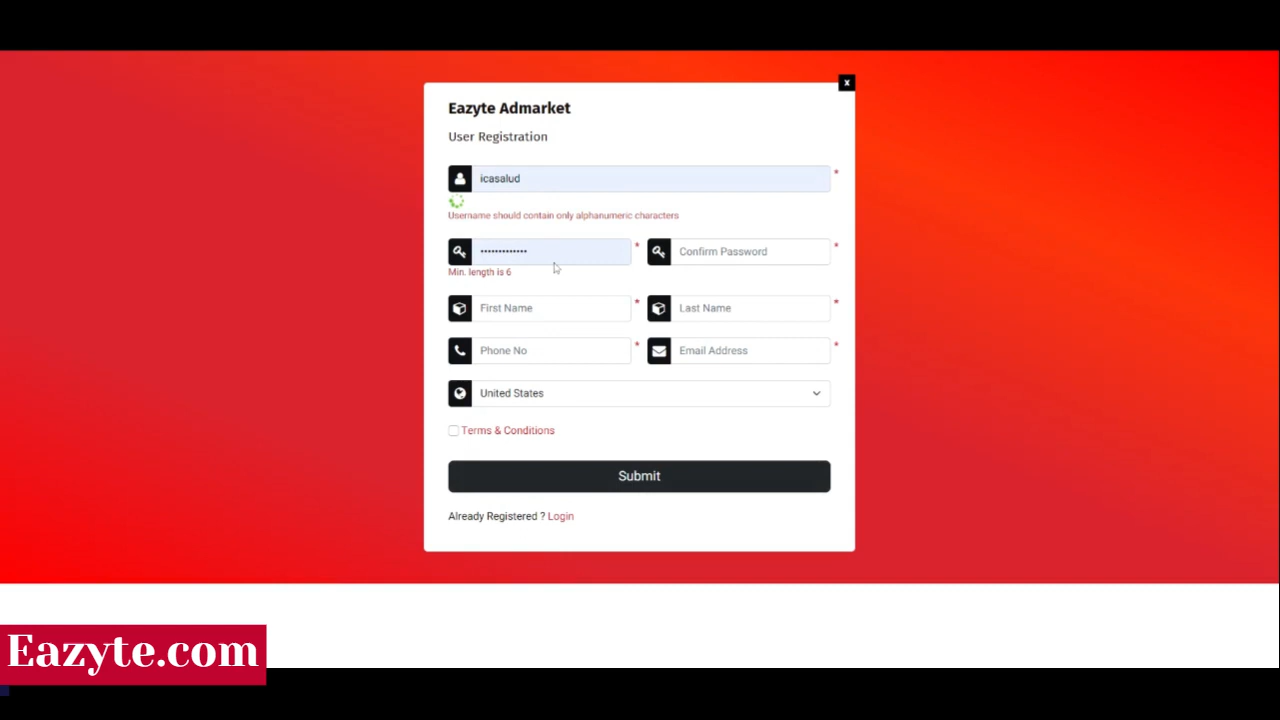 x
Eazyte Admarket
User Registration
icasalud *
Username should contain only alphanumeric characters
••••••••••••• * Confirm Password *
Min. length is 6
First Name * Last Name *
Phone No * Email Address *
United States
Terms & Conditions
Submit
Already Registered ? Login
Eazyte.com